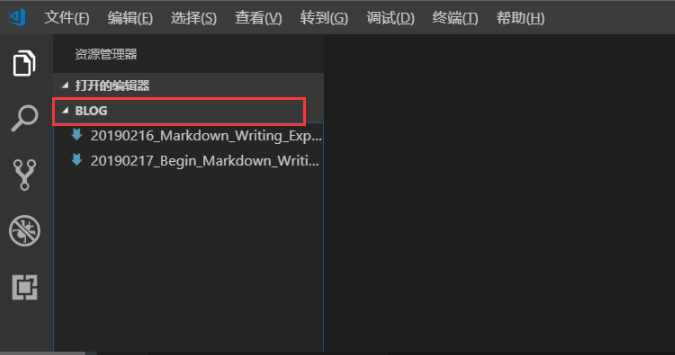 文件(F) 编辑(E) 选择(S) 查看(V) 转到(G) 调试(D) 终端(T) 帮助(H)
资源管理器
打开的编辑器
BLOG
20190216_Markdown_Writing_Exp...
20190217_Begin_Markdown_Writi...